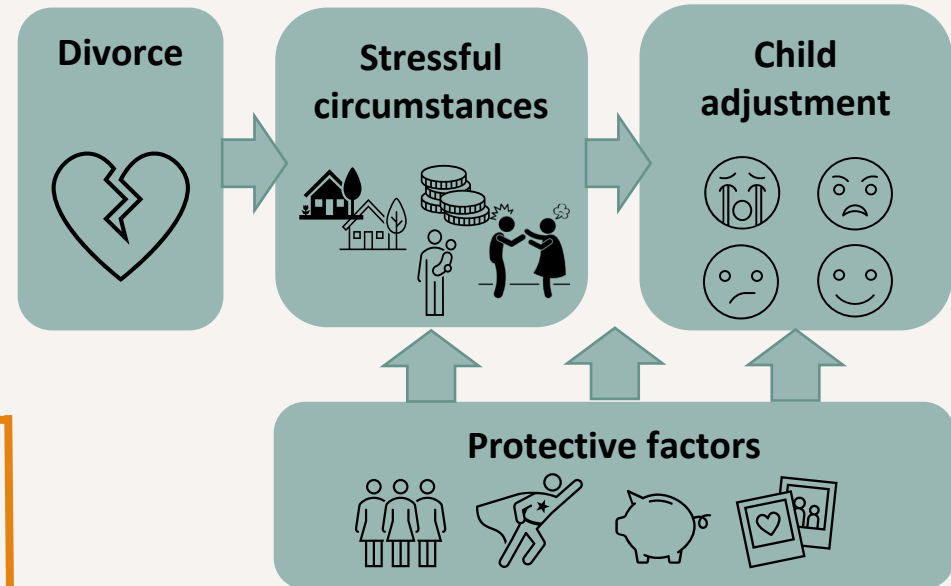 Divorce
Stressful
circumstances
Child
adjustment
Protective factors